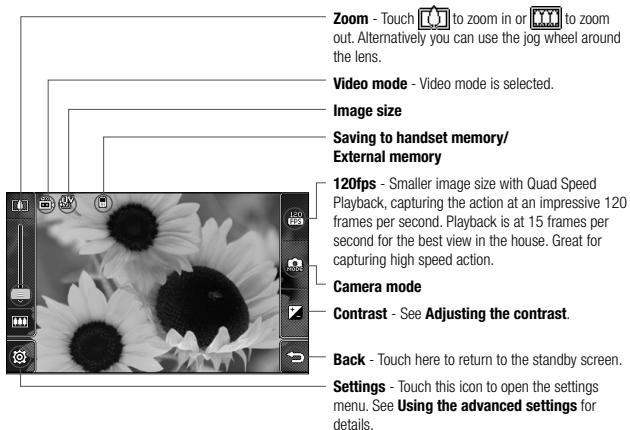 Zoom - Touch to zoom in or to zoom
out. Alternatively you can use the jog wheel around
the lens.
Video mode - Video mode is selected.
Image size
Saving to handset memory/
External memory
120fps - Smaller image size with Quad Speed
Playback, capturing the action at an impressive 120
frames per second. Playback is at 15 frames per
second for the best view in the house. Great for
capturing high speed action.
Camera mode
Contrast - See Adjusting the contrast.
Back - Touch here to return to the standby screen.
Settings - Touch this icon to open the settings
menu. See Using the advanced settings for
details.
120
FPS
MODE